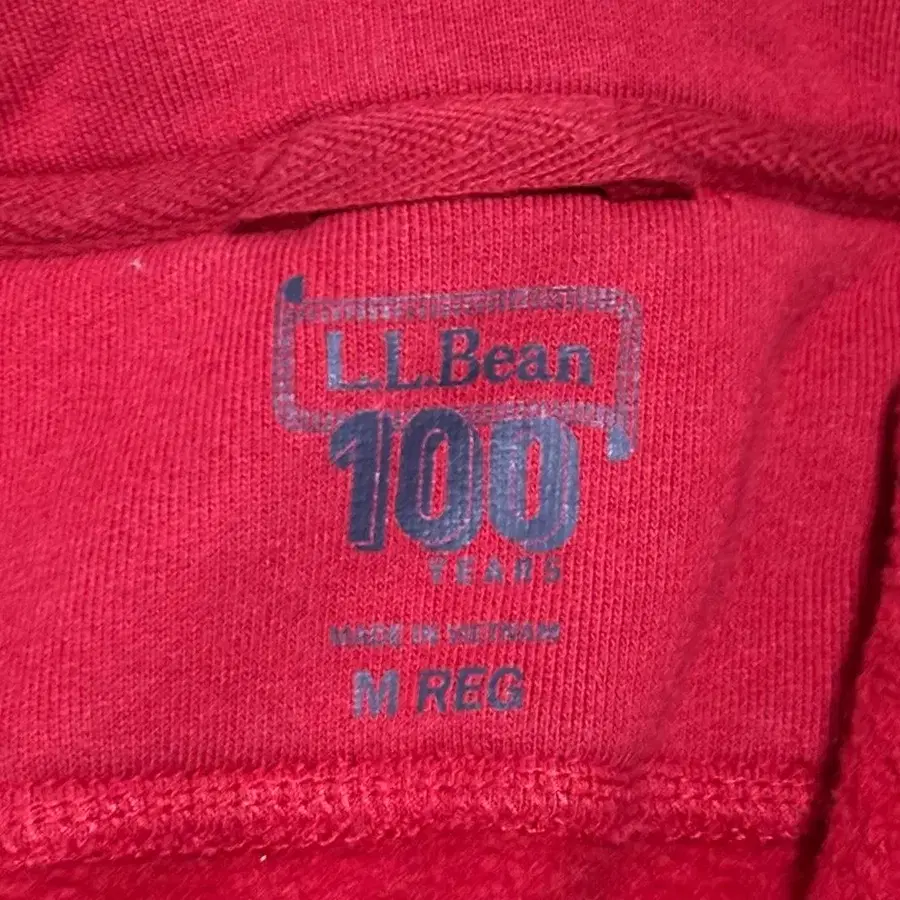 L.L.Bean
100
YEARS
MADE IN VIETNAM
M REG